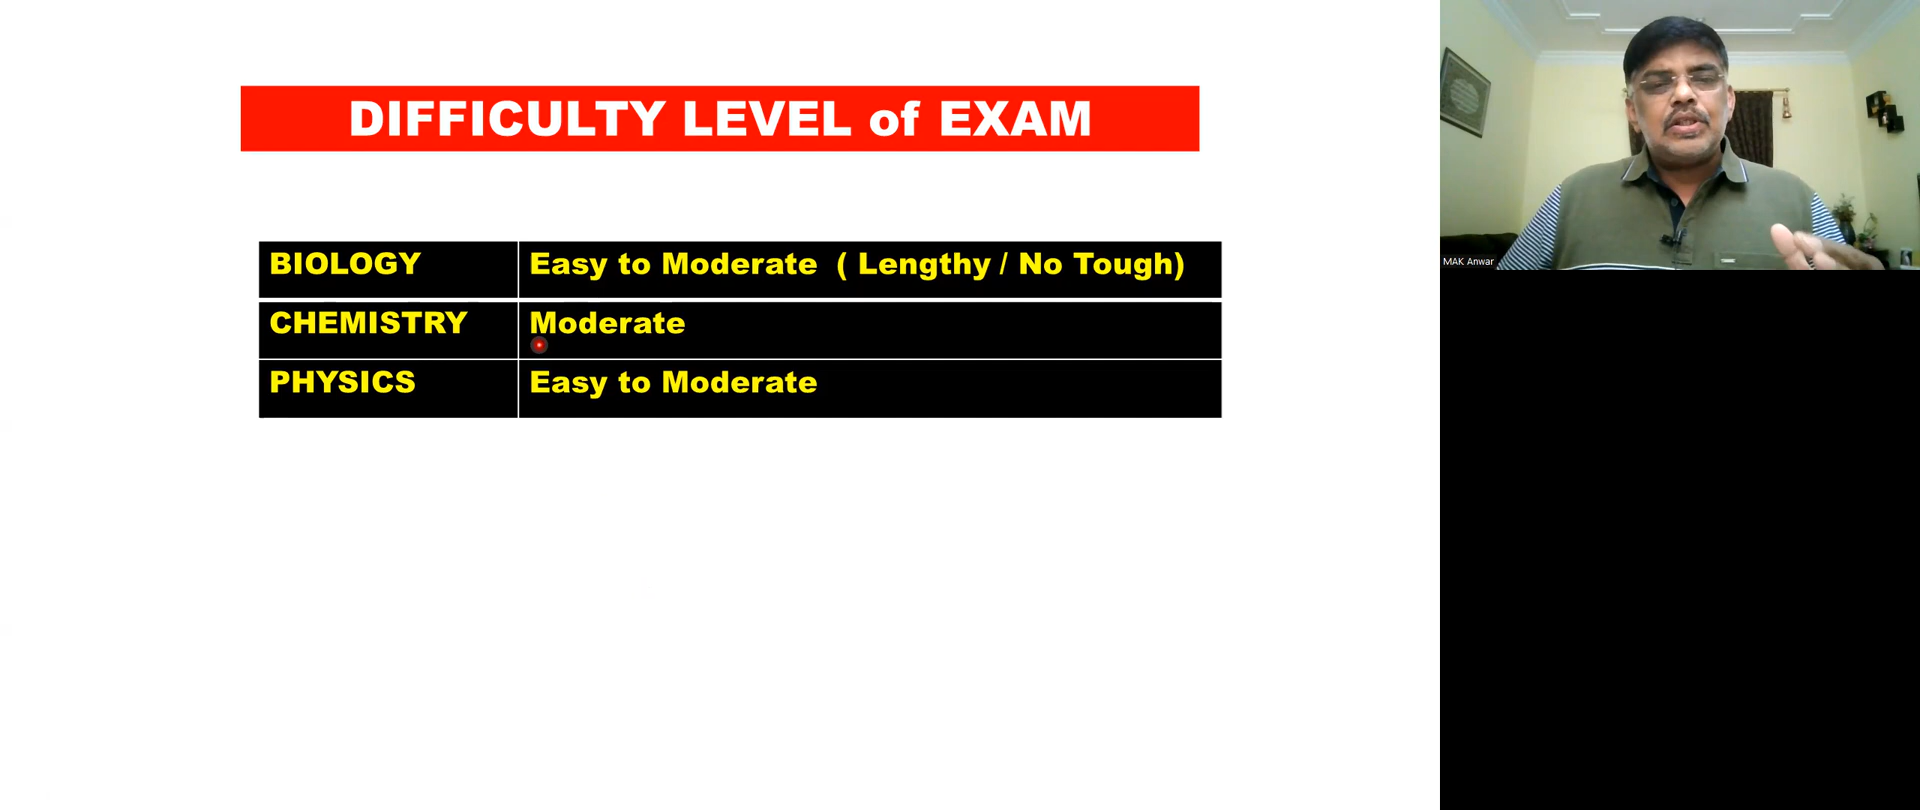 DIFFICULTY LEVEL of EXAM
BIOLOGY Easy to Moderate ( Lengthy / No Tough)
CHEMISTRY Moderate
PHYSICS Easy to Moderate
MAK Anwar